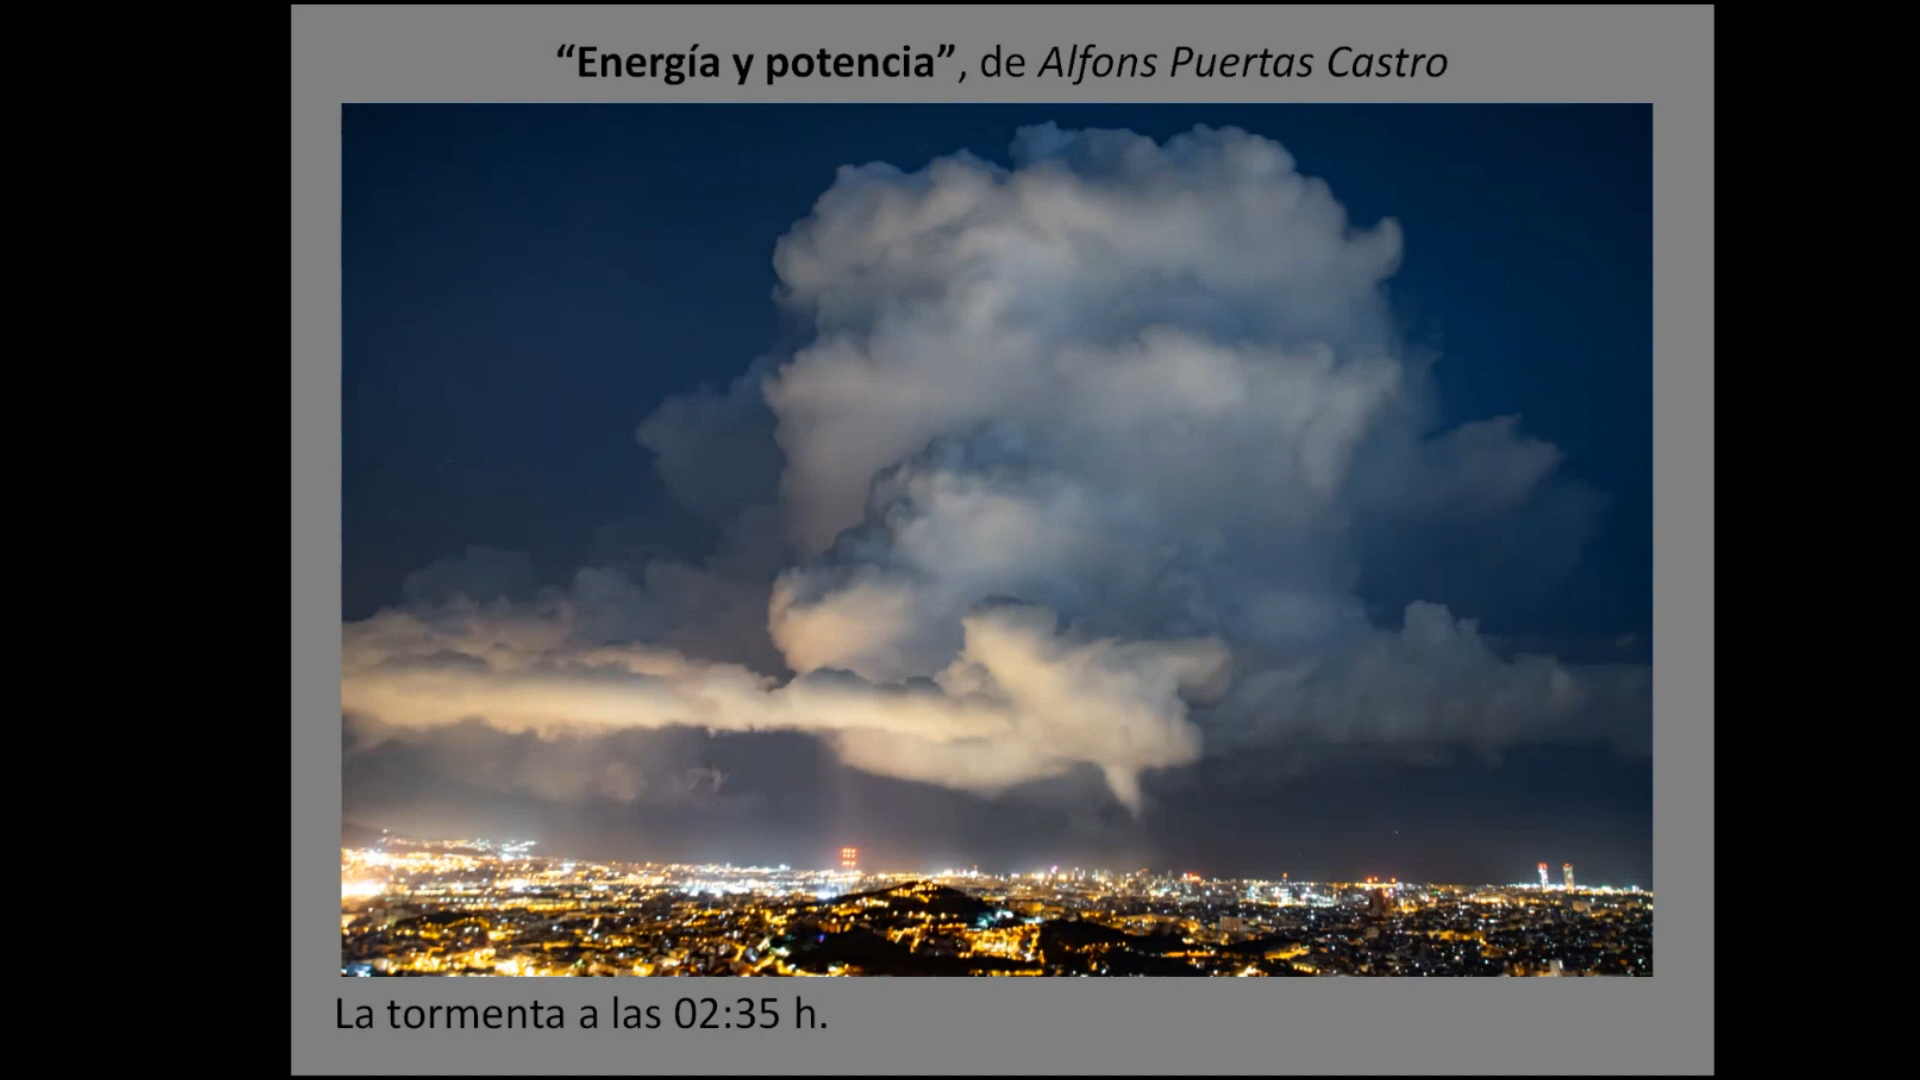 “Energía y potencia”, de Alfons Puertas Castro
La tormenta a las 02:35 h.